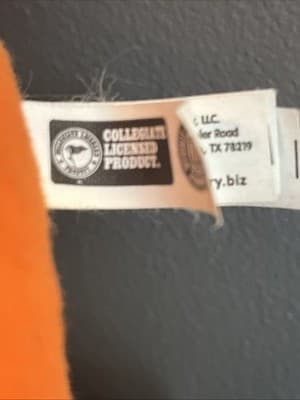 COLLEGIATE
LICENSED
PRODUCT.
LLC.
ler Road
, TX 78219
ry.biz